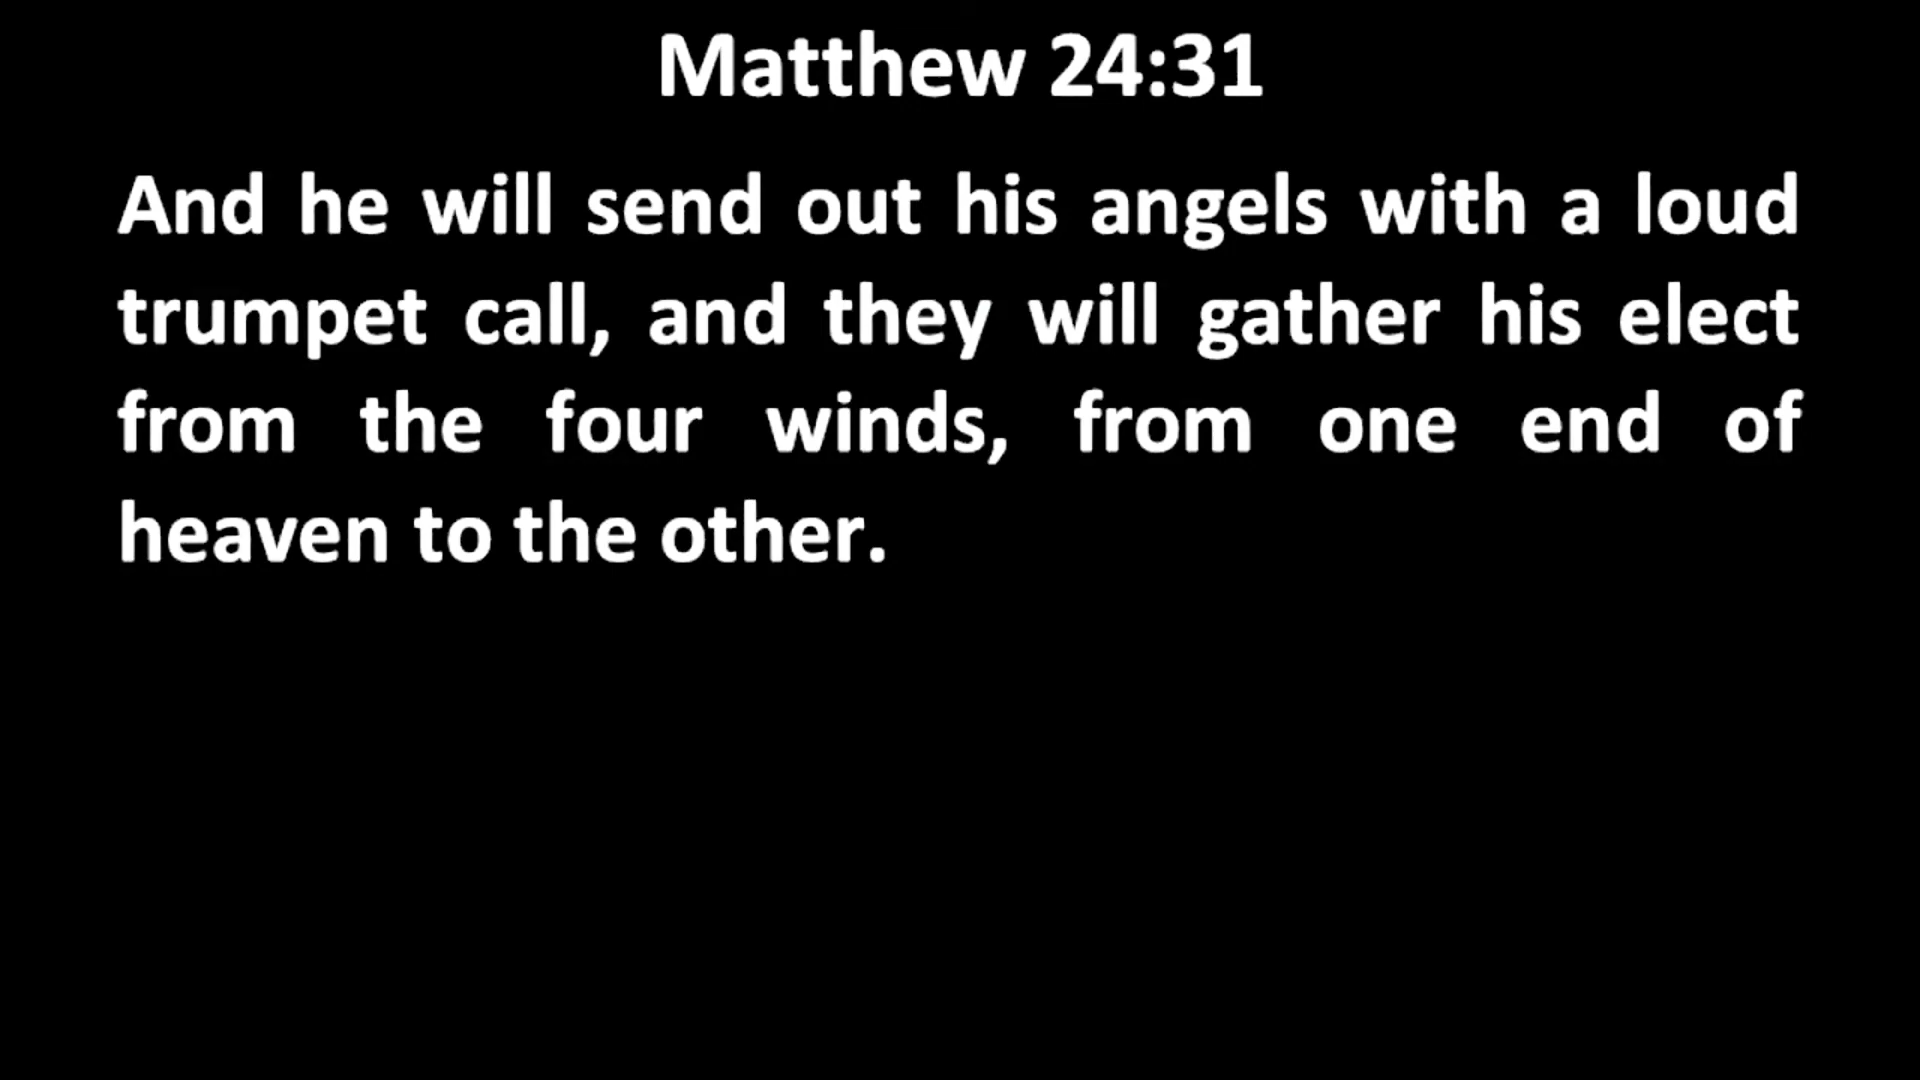 Matthew 24:31
And he will send out his angels with a loud
trumpet call, and they will gather his elect
from the four winds, from one end of
heaven to the other.